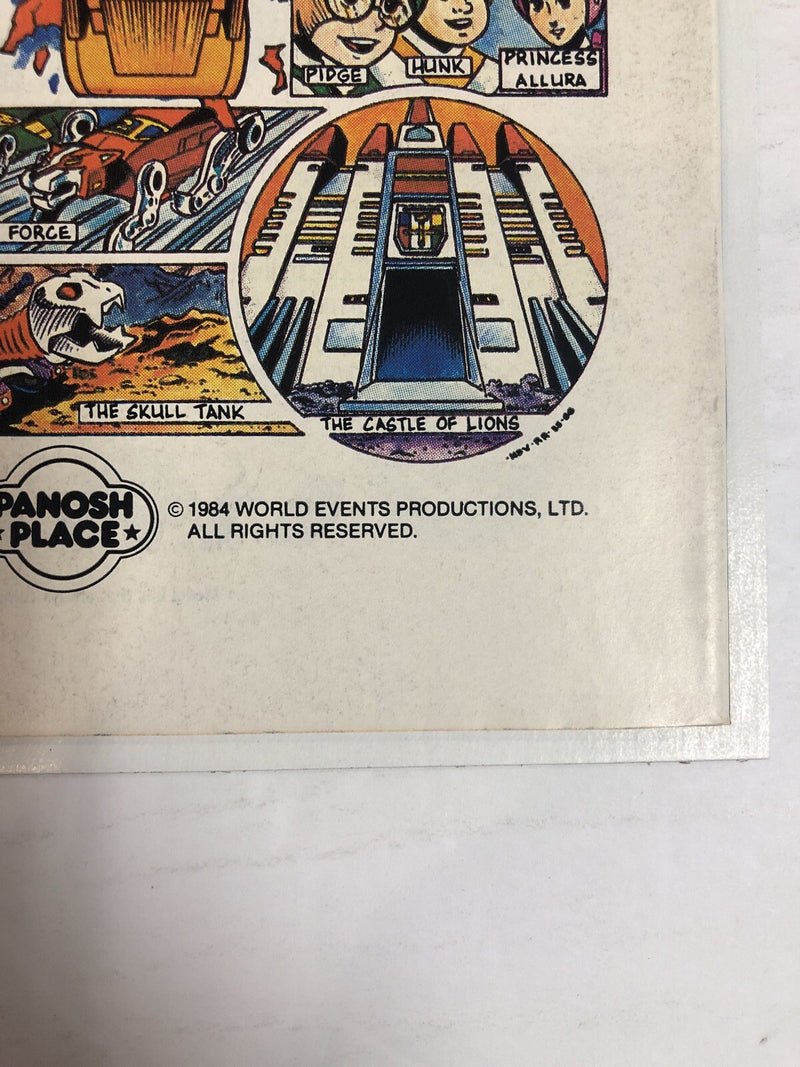 PIDGE
HUNK
PRINCESS
ALLURA
FORCE
THE SKULL TANK
THE CASTLE OF LIONS
PANOSH
PLACE
© 1984 WORLD EVENTS PRODUCTIONS, LTD.
ALL RIGHTS RESERVED.